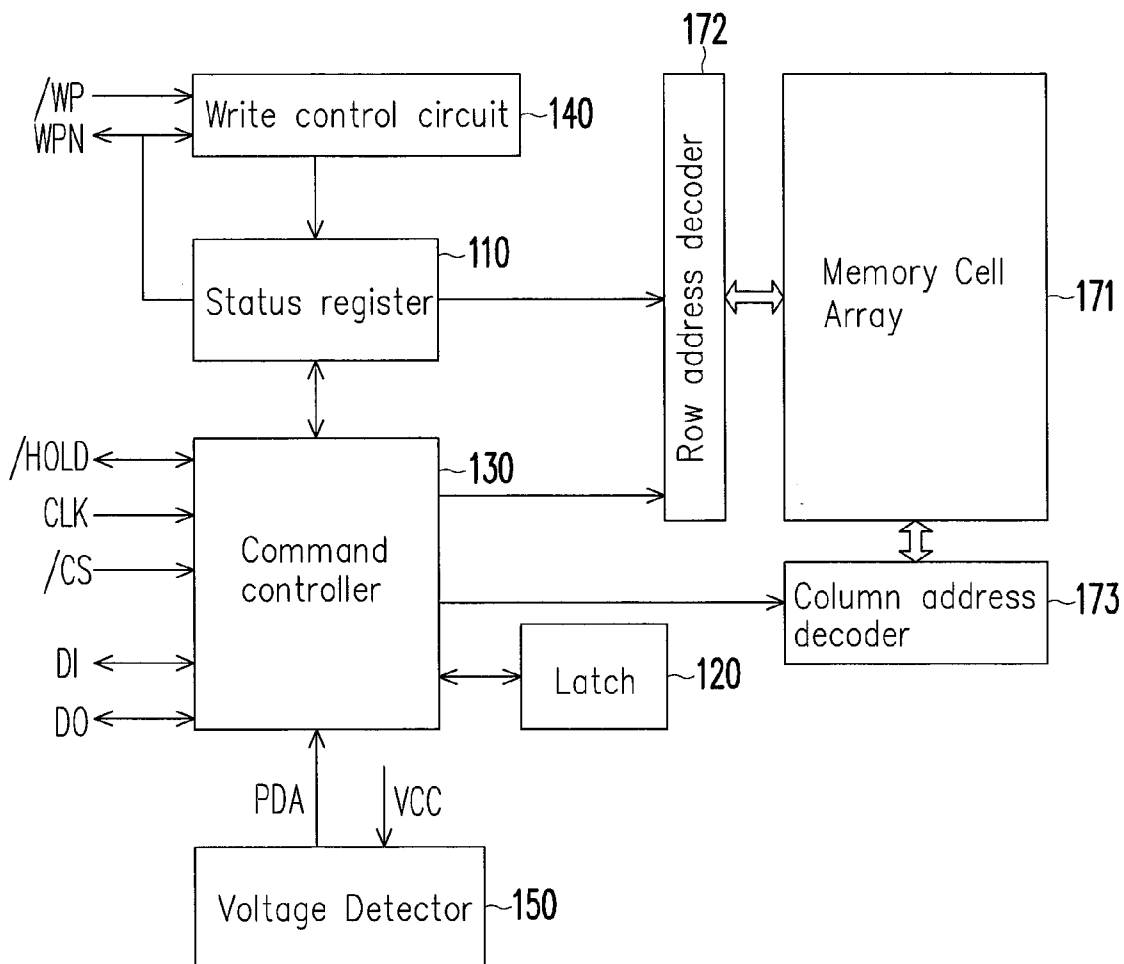 172
/WP
WPN
Write control circuit
140
Row address decoder
Memory Cell
Array
171
110
Status register
/HOLD
CLK
/CS
DI
DO
130
Command
controller
Column address
decoder
173
Latch
120
PDA
VCC
Voltage Detector
150